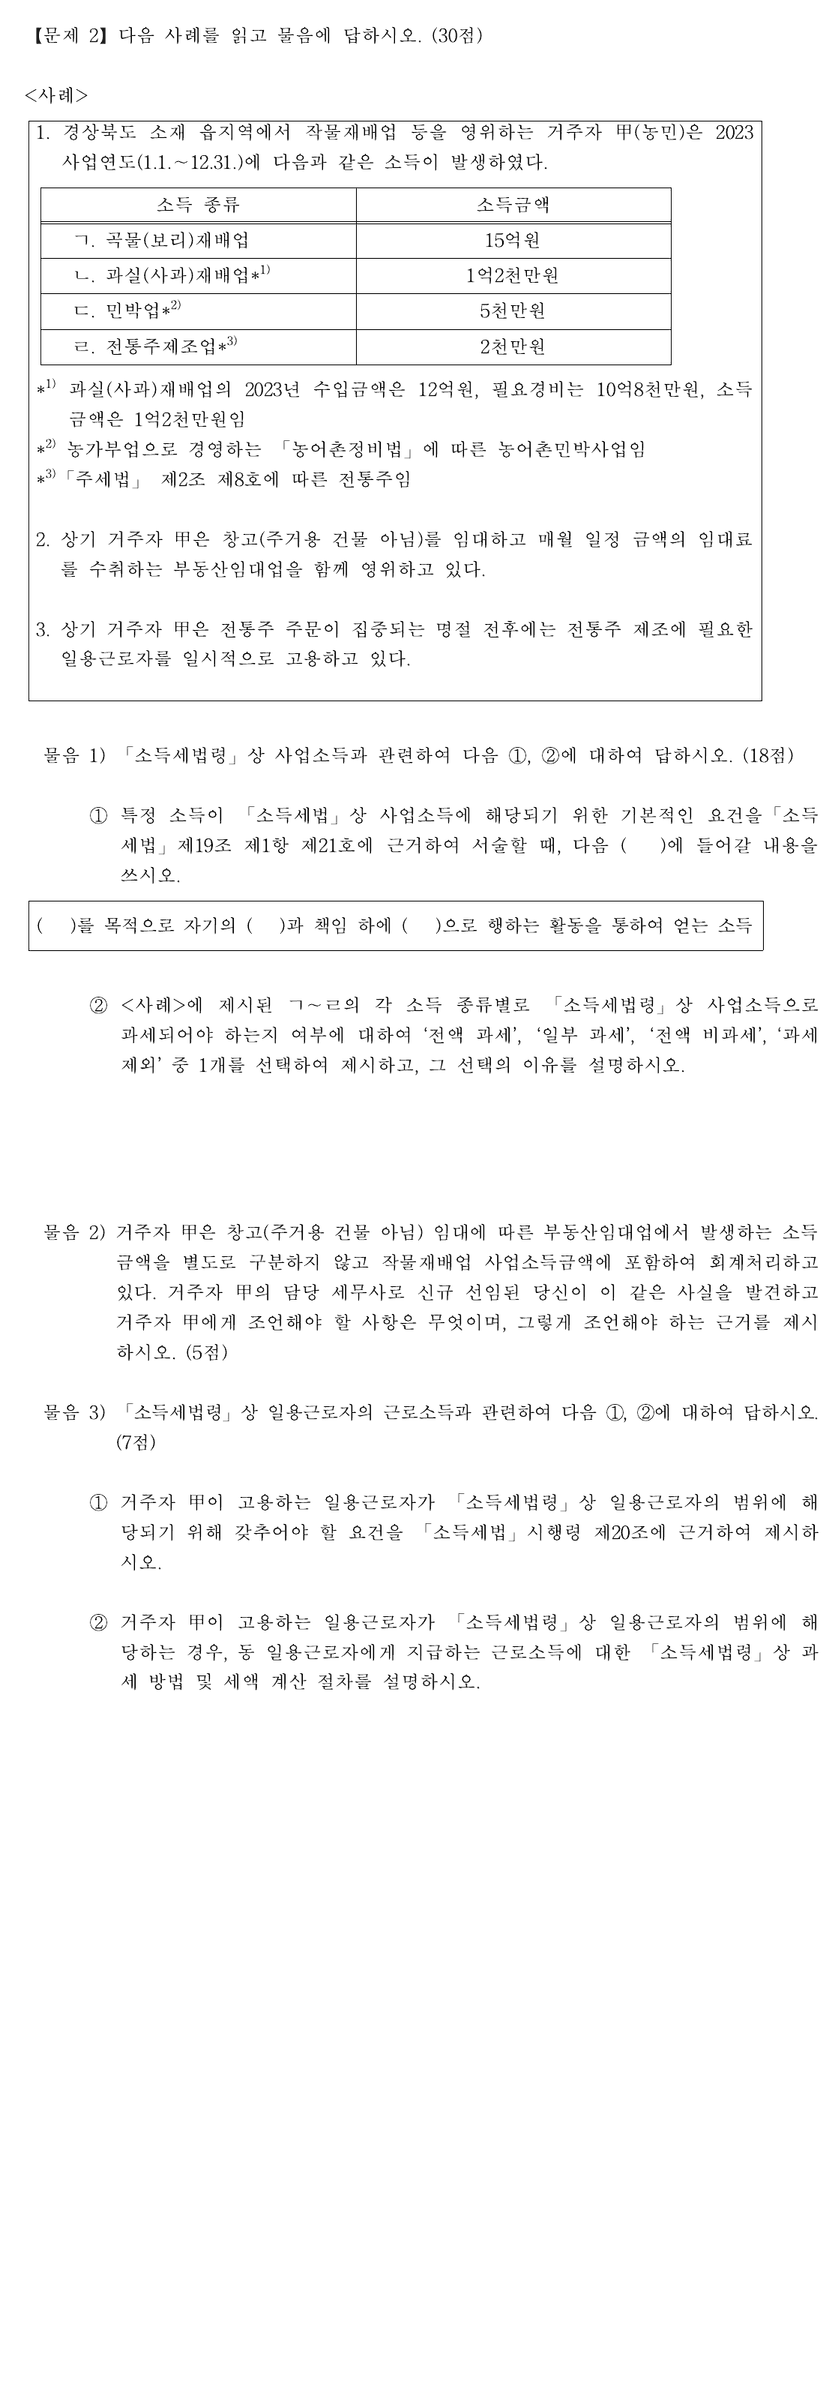 【문제 2】 다음 사례를 읽고 물음에 답하시오. (30점)
<사례>
1. 경상북도 소재 읍지역에서 작물재배업 등을 영위하는 거주자 甲(농민)은 2023
사업연도(1.1.~12.31.)에 다음과 같은 소득이 발생하였다.
소득 종류 소득금액
ㄱ. 곡물(보리)재배업 15억원
ㄴ. 과실(사과)재배업*1) 1억2천만원
ㄷ. 민박업*2) 5천만원
ㄹ. 전통주제조업*3) 2천만원
*1) 과실(사과)재배업의 2023년 수입금액은 12억원, 필요경비는 10억8천만원, 소득
금액은 1억2천만원임
*2) 농가부업으로 경영하는 「농어촌정비법」에 따른 농어촌민박사업임
*3)「주세법」 제2조 제8호에 따른 전통주임
2. 상기 거주자 甲은 창고(주거용 건물 아님)를 임대하고 매월 일정 금액의 임대료
를 수취하는 부동산임대업을 함께 영위하고 있다.
3. 상기 거주자 甲은 전통주 주문이 집중되는 명절 전후에는 전통주 제조에 필요한
일용근로자를 일시적으로 고용하고 있다.
물음 1) 「소득세법령」상 사업소득과 관련하여 다음 ①, ②에 대하여 답하시오. (18점)
① 특정 소득이 「소득세법」상 사업소득에 해당되기 위한 기본적인 요건을「소득
세법」제19조 제1항 제21호에 근거하여 서술할 때, 다음 (   )에 들어갈 내용을
쓰시오.
(   )를 목적으로 자기의 (   )과 책임 하에 (   )으로 행하는 활동을 통하여 얻는 소득
② <사례>에 제시된 ㄱ~ㄹ의 각 소득 종류별로 「소득세법령」상 사업소득으로
과세되어야 하는지 여부에 대하여 ‘전액 과세’, ‘일부 과세’, ‘전액 비과세’, ‘과세
제외’ 중 1개를 선택하여 제시하고, 그 선택의 이유를 설명하시오.
물음 2) 거주자 甲은 창고(주거용 건물 아님) 임대에 따른 부동산임대업에서 발생하는 소득
금액을 별도로 구분하지 않고 작물재배업 사업소득금액에 포함하여 회계처리하고
있다. 거주자 甲의 담당 세무사로 신규 선임된 당신이 이 같은 사실을 발견하고
거주자 甲에게 조언해야 할 사항은 무엇이며, 그렇게 조언해야 하는 근거를 제시
하시오. (5점)
물음 3) 「소득세법령」상 일용근로자의 근로소득과 관련하여 다음 ①, ②에 대하여 답하시오.
(7점)
① 거주자 甲이 고용하는 일용근로자가 「소득세법령」상 일용근로자의 범위에 해
당되기 위해 갖추어야 할 요건을 「소득세법」시행령 제20조에 근거하여 제시하
시오.
② 거주자 甲이 고용하는 일용근로자가 「소득세법령」상 일용근로자의 범위에 해
당하는 경우, 동 일용근로자에게 지급하는 근로소득에 대한 「소득세법령」상 과
세 방법 및 세액 계산 절차를 설명하시오.